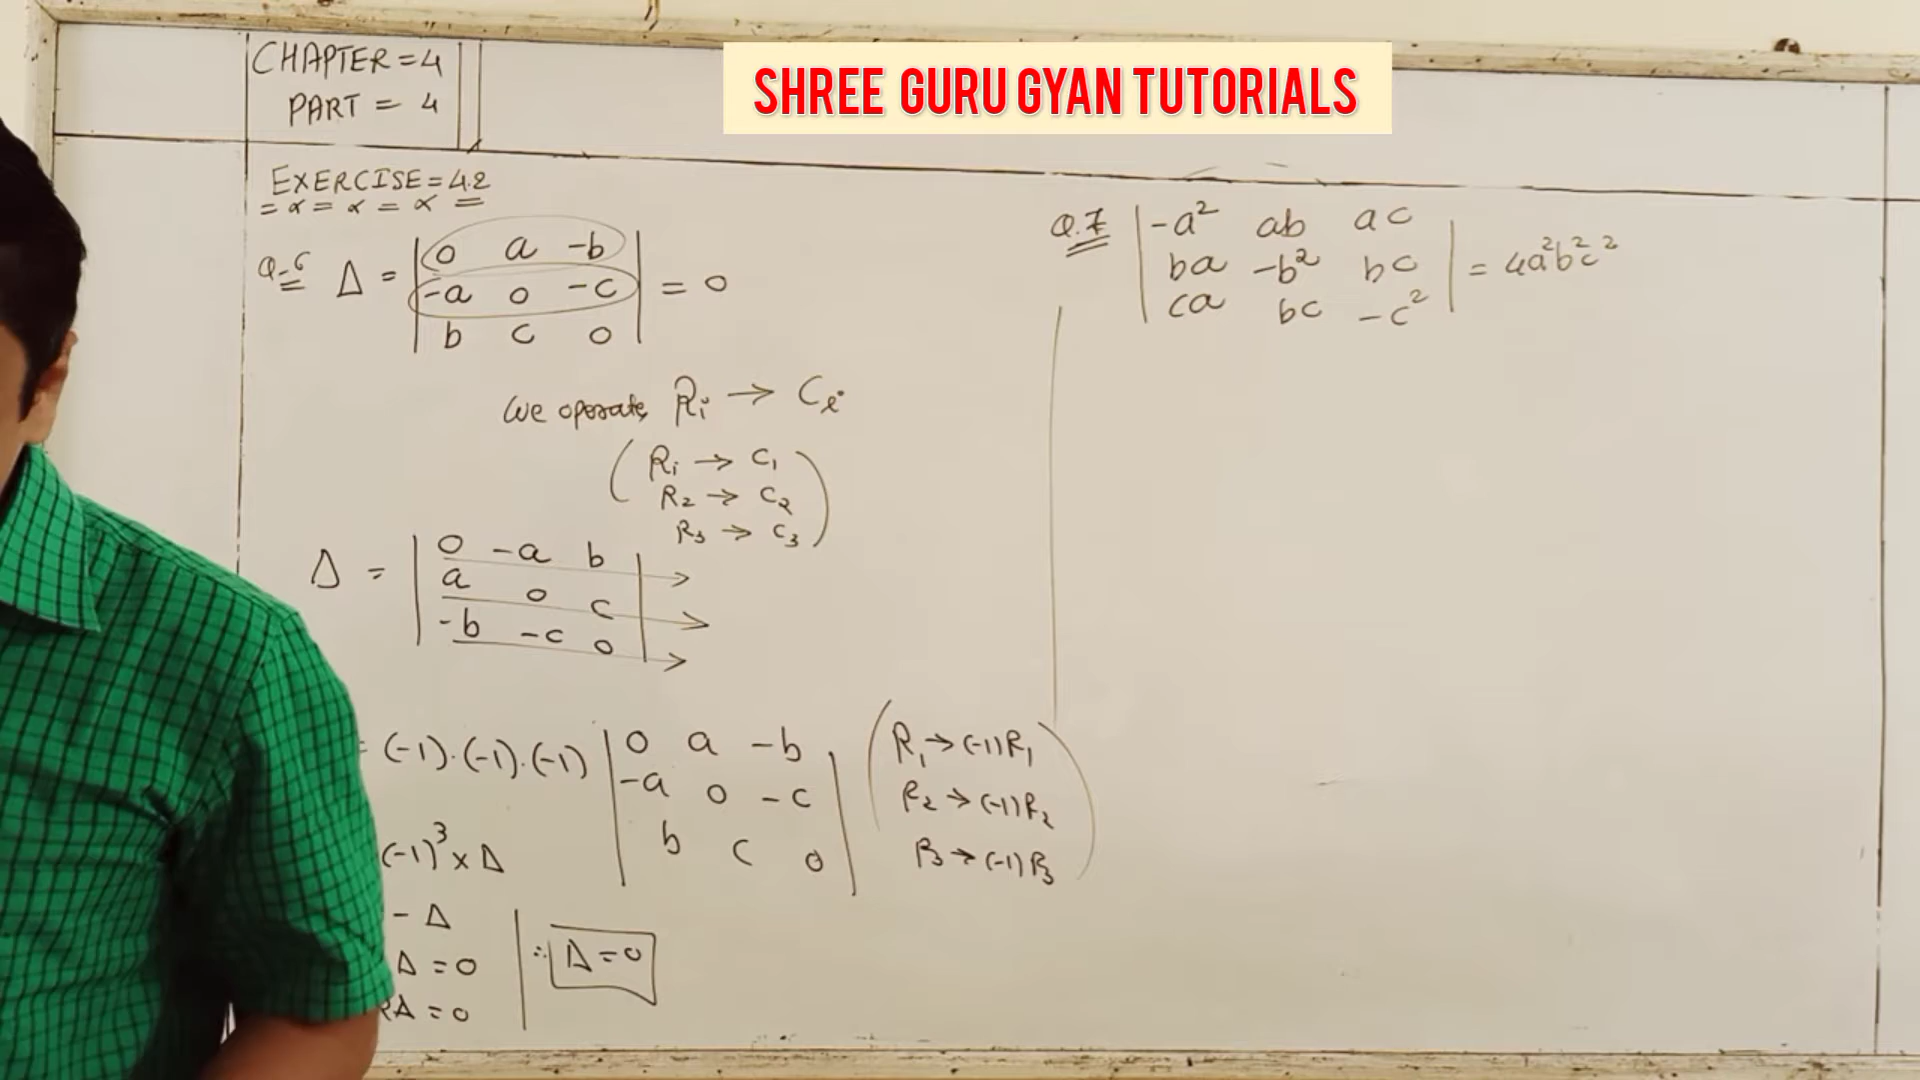 CHAPTER=4
PART = 4
SHREE GURU GYAN TUTORIALS
EXERCISE=4.2
= α = α = α =
Q-6 Δ = | 0 a -b |
| -a 0 -c | = 0
| b c 0 |
we operate, Ri → Ci
( Ri → C₁
R₂ → C₂
R₃ → C₃ )
Δ = | 0 -a b | →
| a 0 c | →
| -b -c 0 | →
= (-1).(-1).(-1) | 0 a -b | ( R₁→(-1)R₁
| -a 0 -c | R₂→(-1)R₂
| b c 0 | R₃→(-1)R₃ )
(-1)³ x Δ
- Δ
Δ = 0
2Δ = 0
∴ Δ = 0
Q.7 | -a² ab ac |
| ba -b² bc | = 4a²b²c²
| ca bc -c² |